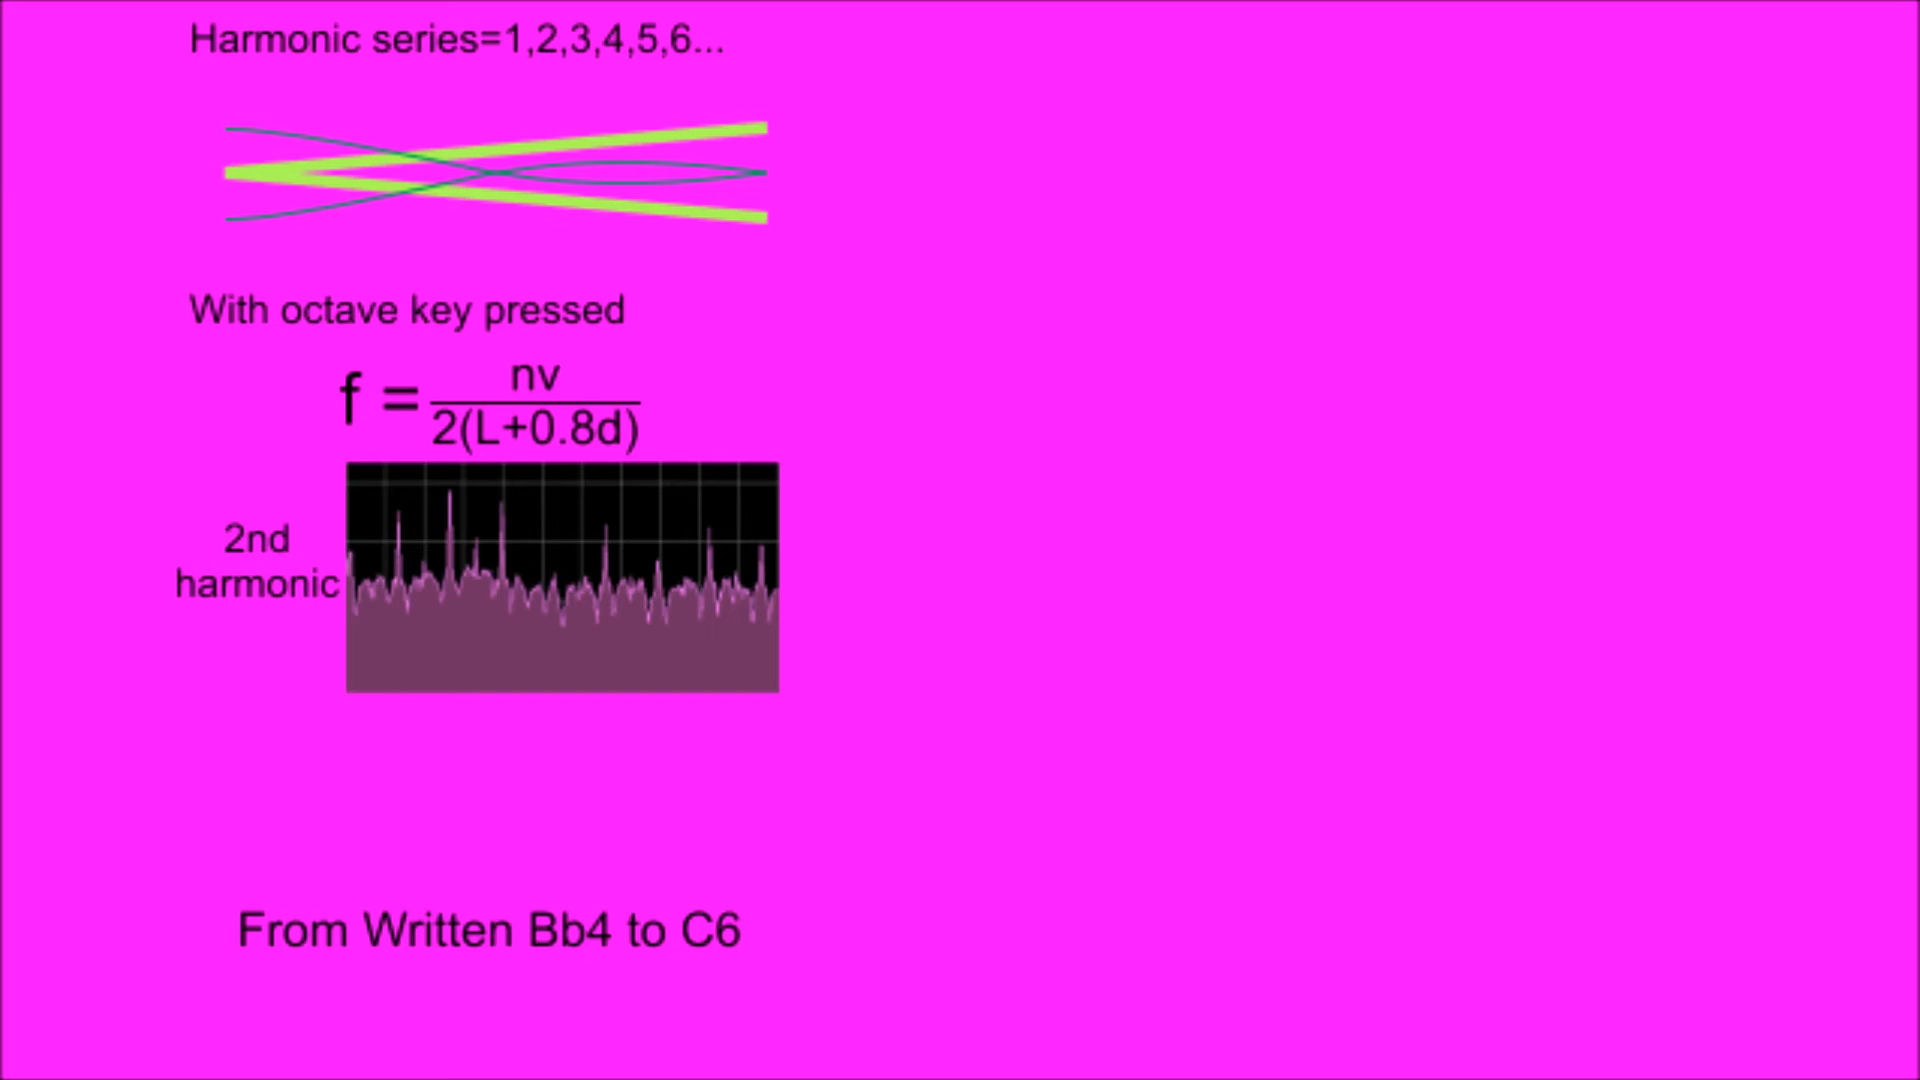 Harmonic series=1,2,3,4,5,6...
With octave key pressed
f = nv
2(L+0.8d)
2nd
harmonic
From Written Bb4 to C6